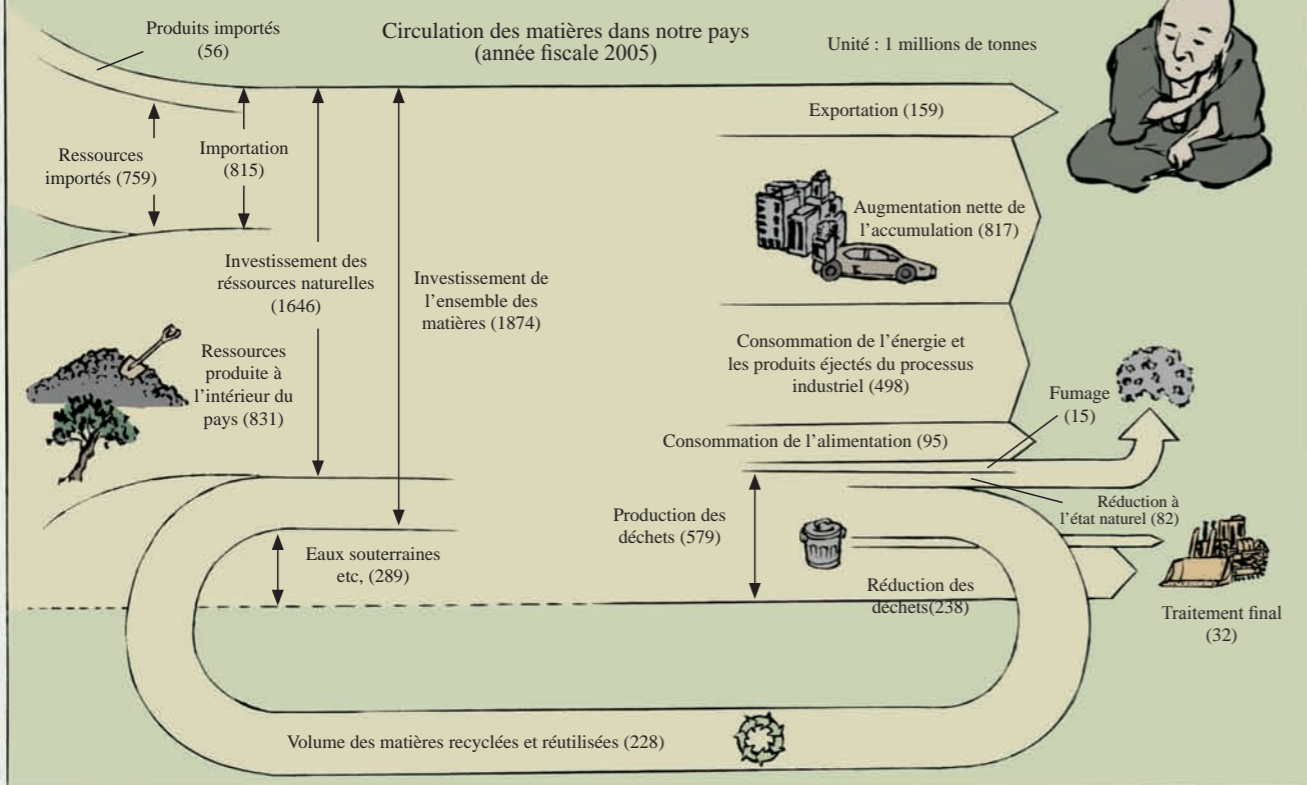 Circulation des matières dans notre pays
(année fiscale 2005)
Unité : 1 millions de tonnes
Produits importés
(56)
Ressources
importés (759)
Importation
(815)
Investissement des
réssources naturelles
(1646)
Investissement de
l'ensemble des
matières (1874)
Ressources
produite à
l'intérieur du
pays (831)
Eaux souterraines
etc, (289)
Exportation (159)
Augmentation nette de
l'accumulation (817)
Consommation de l'énergie et
les produits éjectés du processus
industriel (498)
Consommation de l'alimentation (95)
Fumage
(15)
Réduction à
l'état naturel (82)
Production des
déchets (579)
Réduction des
déchets(238)
Traitement final
(32)
Volume des matières recyclées et réutilisées (228)